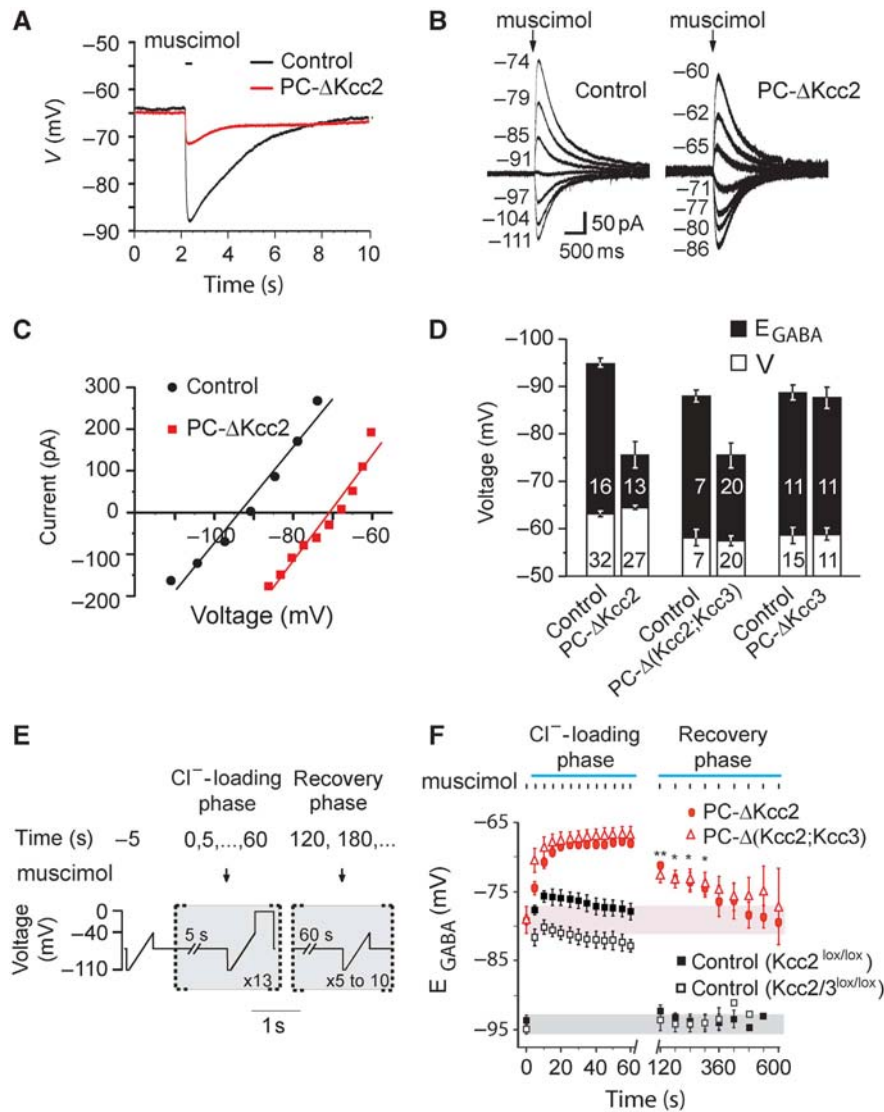 A
muscimol
Control
PC-ΔKcc2
V (mV)
−50
−60
−70
−80
−90
0 2 4 6 8 10
Time (s)
B
muscimol muscimol
−74
−79
−85
−91
−97
−104
−111
Control
50 pA
500 ms
−60
−62
−65
−71
−77
−80
−86
PC-ΔKcc2
C
Control
PC-ΔKcc2
Current (pA)
300
200
100
0
−100
−200
−100 −80 −60
Voltage (mV)
D
E GABA
V
Voltage (mV)
−100
−90
−80
−70
−60
−50
16 13 7 20 11 11
32 27 7 20 15 11
Control
PC-ΔKcc2
Control
PC-Δ(Kcc2;Kcc3)
Control
PC-ΔKcc3
E
Cl⁻-loading phase
Recovery phase
Time (s) −5 0,5,...,60 120, 180,...
muscimol
Voltage (mV)
0
−40
−110
5 s
x13
60 s
x5 to 10
1s
F
Cl⁻-loading phase
Recovery phase
muscimol
PC-ΔKcc2
PC-Δ(Kcc2;Kcc3)
** * * *
E GABA (mV)
−65
−75
−85
−95
Control (Kcc2 lox/lox)
Control (Kcc2/3 lox/lox)
0 20 40 60 120 360 600
Time (s)